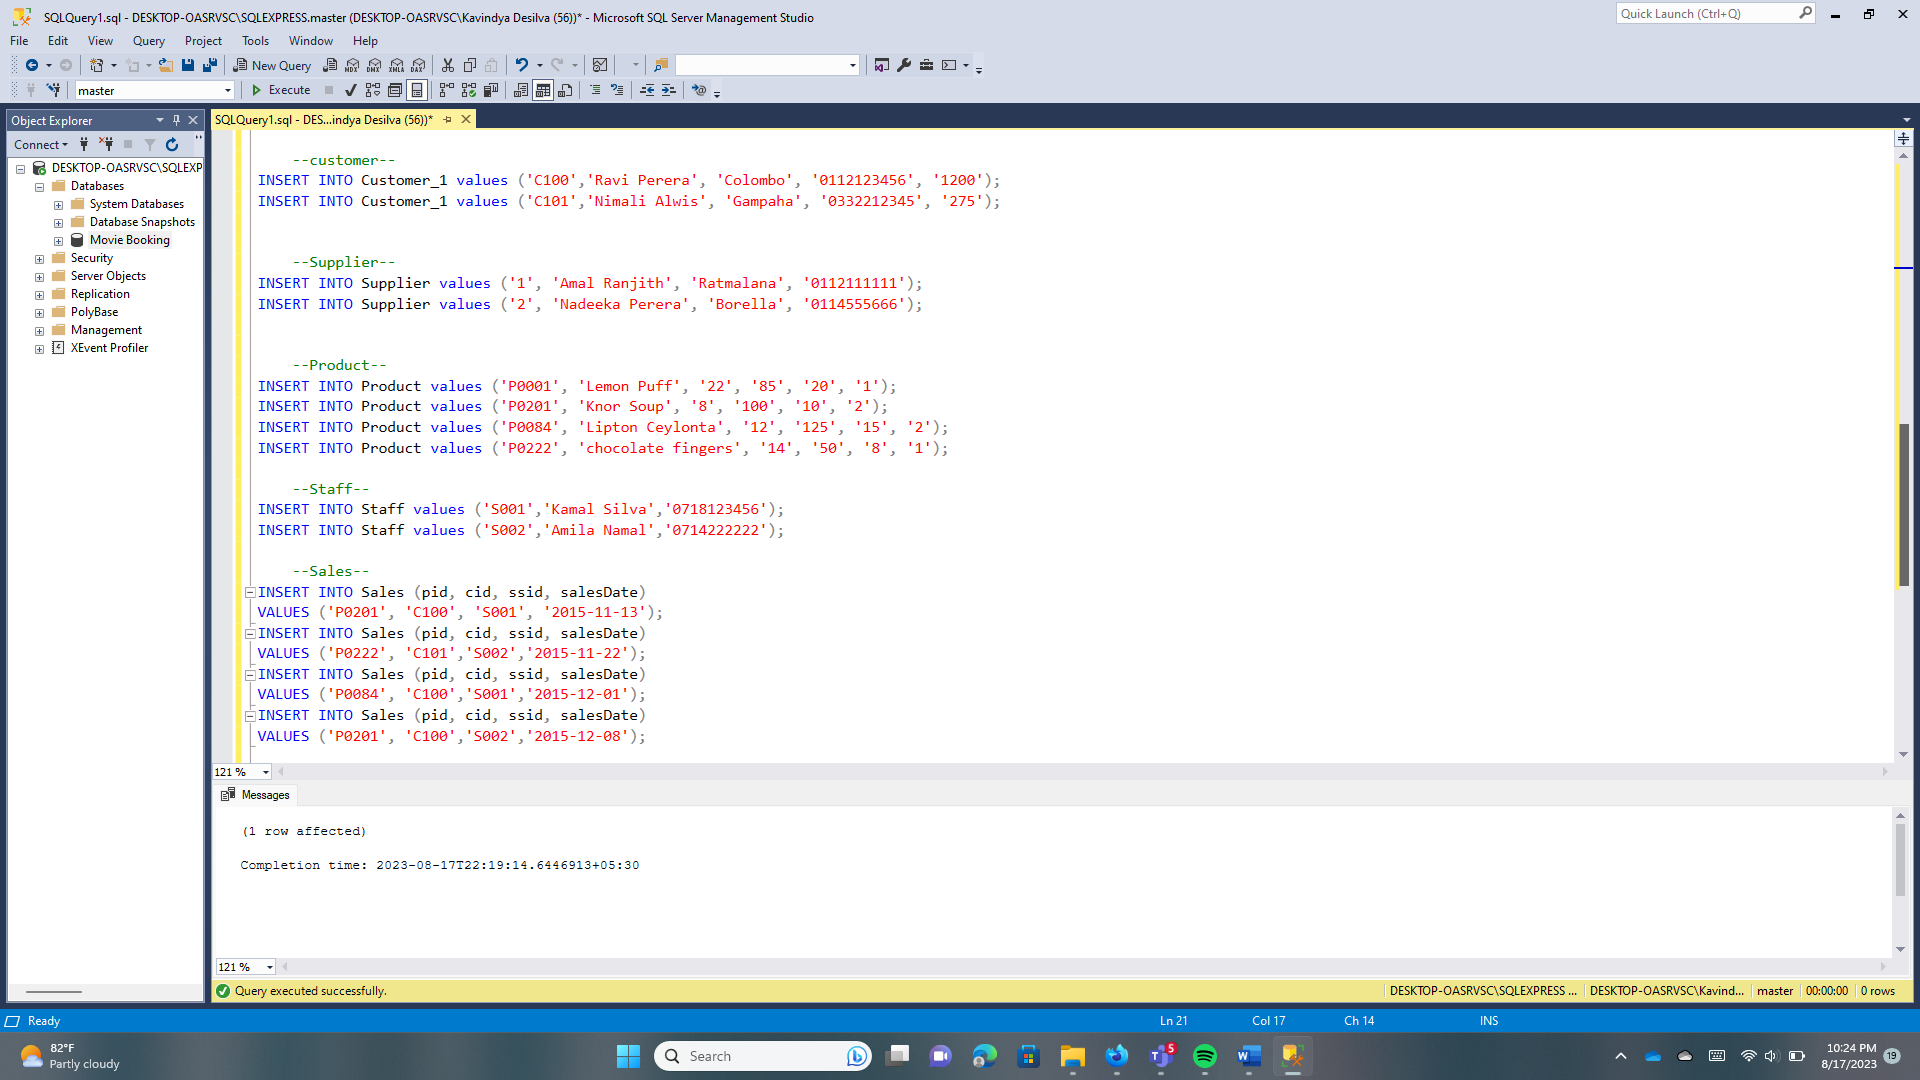 SQLQuery1.sql - DESKTOP-OASRVSC\SQLEXPRESS.master (DESKTOP-OASRVSC\Kavindya Desilva (56))* - Microsoft SQL Server Management Studio
Quick Launch (Ctrl+Q)
File Edit View Query Project Tools Window Help
New Query
MDX DMX XMLA DAX
master
Execute
Object Explorer
SQLQuery1.sql - DES...indya Desilva (56))*
Connect
DESKTOP-OASRVSC\SQLEXP
Databases
System Databases
Database Snapshots
Movie Booking
Security
Server Objects
Replication
PolyBase
Management
XEvent Profiler
--customer--
INSERT INTO Customer_1 values ('C100','Ravi Perera', 'Colombo', '0112123456', '1200');
INSERT INTO Customer_1 values ('C101','Nimali Alwis', 'Gampaha', '0332212345', '275');
--Supplier--
INSERT INTO Supplier values ('1', 'Amal Ranjith', 'Ratmalana', '0112111111');
INSERT INTO Supplier values ('2', 'Nadeeka Perera', 'Borella', '0114555666');
--Product--
INSERT INTO Product values ('P0001', 'Lemon Puff', '22', '85', '20', '1');
INSERT INTO Product values ('P0201', 'Knor Soup', '8', '100', '10', '2');
INSERT INTO Product values ('P0084', 'Lipton Ceylonta', '12', '125', '15', '2');
INSERT INTO Product values ('P0222', 'chocolate fingers', '14', '50', '8', '1');
--Staff--
INSERT INTO Staff values ('S001','Kamal Silva','0718123456');
INSERT INTO Staff values ('S002','Amila Namal','0714222222');
--Sales--
INSERT INTO Sales (pid, cid, ssid, salesDate)
VALUES ('P0201', 'C100', 'S001', '2015-11-13');
INSERT INTO Sales (pid, cid, ssid, salesDate)
VALUES ('P0222', 'C101','S002','2015-11-22');
INSERT INTO Sales (pid, cid, ssid, salesDate)
VALUES ('P0084', 'C100','S001','2015-12-01');
INSERT INTO Sales (pid, cid, ssid, salesDate)
VALUES ('P0201', 'C100','S002','2015-12-08');
121 %
Messages
(1 row affected)
Completion time: 2023-08-17T22:19:14.6446913+05:30
121 %
Query executed successfully.
DESKTOP-OASRVSC\SQLEXPRESS ... DESKTOP-OASRVSC\Kavind... master 00:00:00 0 rows
Ready
Ln 21 Col 17 Ch 14 INS
82°F
Partly cloudy
Search
5
10:24 PM
8/17/2023
19